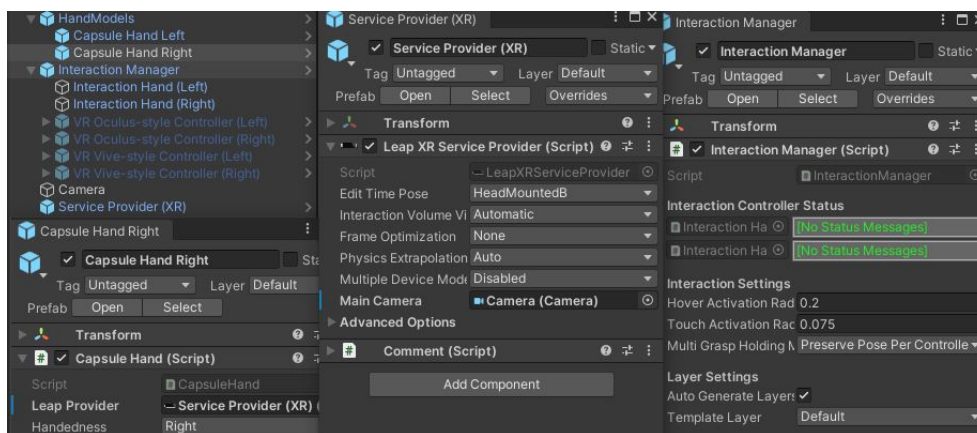 HandModels
Capsule Hand Left
Capsule Hand Right
Interaction Manager
Interaction Hand (Left)
Interaction Hand (Right)
VR Oculus-style Controller (Left)
VR Oculus-style Controller (Right)
VR Vive-style Controller (Left)
VR Vive-style Controller (Right)
Camera
Service Provider (XR)
Capsule Hand Right
Capsule Hand Right Sta
Tag Untagged Layer Default
Prefab Open Select
Transform
Capsule Hand (Script)
Script CapsuleHand
Leap Provider Service Provider (XR) (
Handedness Right
Service Provider (XR)
Service Provider (XR) Static
Tag Untagged Layer Default
Prefab Open Select Overrides
Transform
Leap XR Service Provider (Script)
Script LeapXRServiceProvider
Edit Time Pose HeadMountedB
Interaction Volume Vi Automatic
Frame Optimization None
Physics Extrapolation Auto
Multiple Device Mode Disabled
Main Camera Camera (Camera)
Advanced Options
# Comment (Script)
Add Component
Interaction Manager
Interaction Manager Static
Tag Untagged Layer Default
Prefab Open Select Overrides
Transform
# Interaction Manager (Script)
Script InteractionManager
Interaction Controller Status
Interaction Ha [No Status Messages]
Interaction Ha [No Status Messages]
Interaction Settings
Hover Activation Rad 0.2
Touch Activation Rad 0.075
Multi Grasp Holding M Preserve Pose Per Controlle
Layer Settings
Auto Generate Layers
Template Layer Default